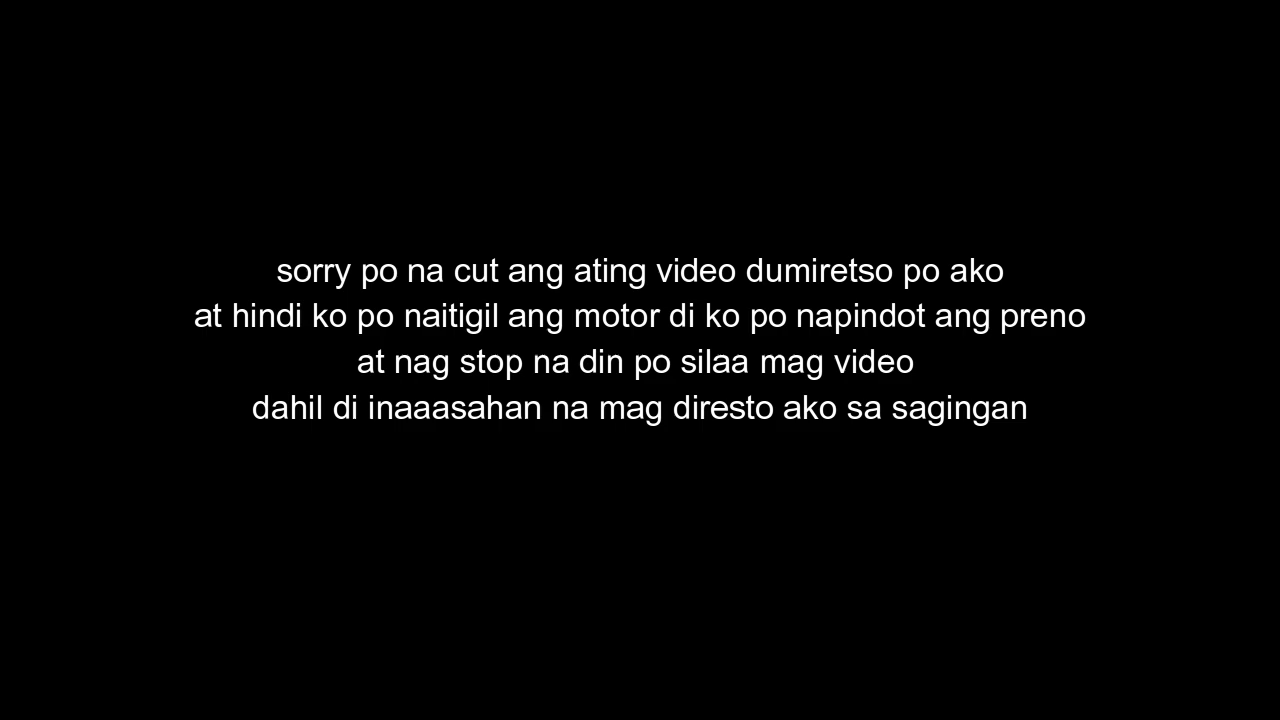 sorry po na cut ang ating video dumiretso po ako
at hindi ko po naitigil ang motor di ko po napindot ang preno
at nag stop na din po silaa mag video
dahil di inaaasahan na mag diresto ako sa sagingan